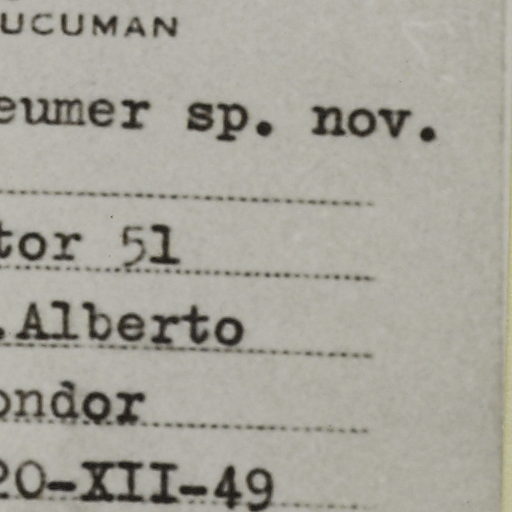 UCUMAN
eumer sp. nov.
tor 51
.Alberto
ondor
20-XII-49